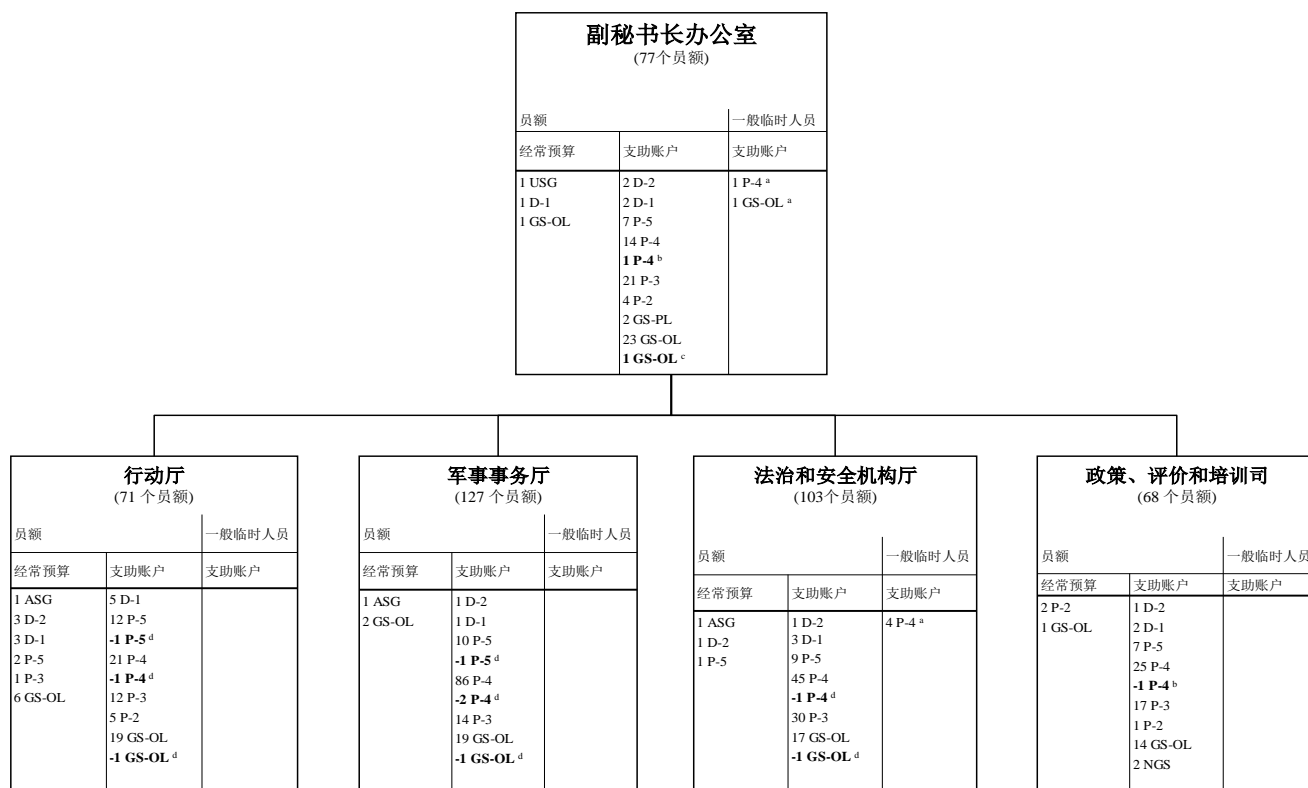 副秘书长办公室
(77个员额)
员额 一般临时人员
经常预算 支助账户 支助账户
1 USG 2 D-2 1 P-4 a
1 D-1 2 D-1 1 GS-OL a
1 GS-OL 7 P-5
14 P-4
1 P-4 b
21 P-3
4 P-2
2 GS-PL
23 GS-OL
1 GS-OL c
行动厅
(71 个员额)
员额 一般临时人员
经常预算 支助账户 支助账户
1 ASG 5 D-1
3 D-2 12 P-5
3 D-1 -1 P-5 d
2 P-5 21 P-4
1 P-3 -1 P-4 d
6 GS-OL 12 P-3
5 P-2
19 GS-OL
-1 GS-OL d
军事事务厅
(127 个员额)
员额 一般临时人员
经常预算 支助账户 支助账户
1 ASG 1 D-2
2 GS-OL 1 D-1
10 P-5
-1 P-5 d
86 P-4
-2 P-4 d
14 P-3
19 GS-OL
-1 GS-OL d
法治和安全机构厅
(103个员额)
员额 一般临时人员
经常预算 支助账户 支助账户
1 ASG 1 D-2 4 P-4 a
1 D-2 3 D-1
1 P-5 9 P-5
45 P-4
-1 P-4 d
30 P-3
17 GS-OL
-1 GS-OL d
政策、评价和培训司
(68 个员额)
员额 一般临时人员
经常预算 支助账户 支助账户
2 P-2 1 D-2
1 GS-OL 2 D-1
7 P-5
25 P-4
-1 P-4 b
17 P-3
1 P-2
14 GS-OL
2 NGS